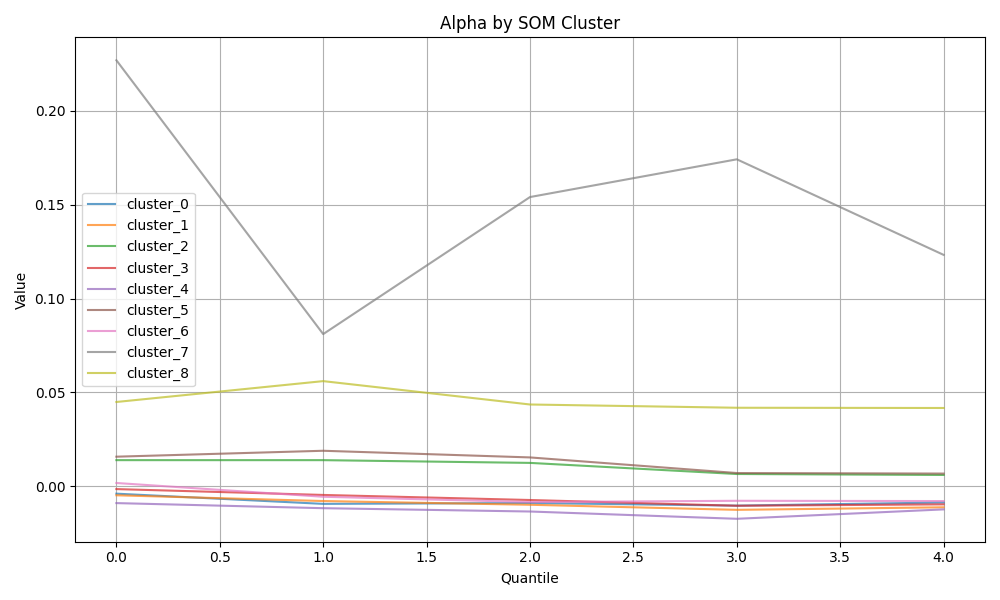 Alpha by SOM Cluster
Value
0.20
0.15
0.10
0.05
0.00
cluster_0
cluster_1
cluster_2
cluster_3
cluster_4
cluster_5
cluster_6
cluster_7
cluster_8
0.0 0.5 1.0 1.5 2.0 2.5 3.0 3.5 4.0
Quantile